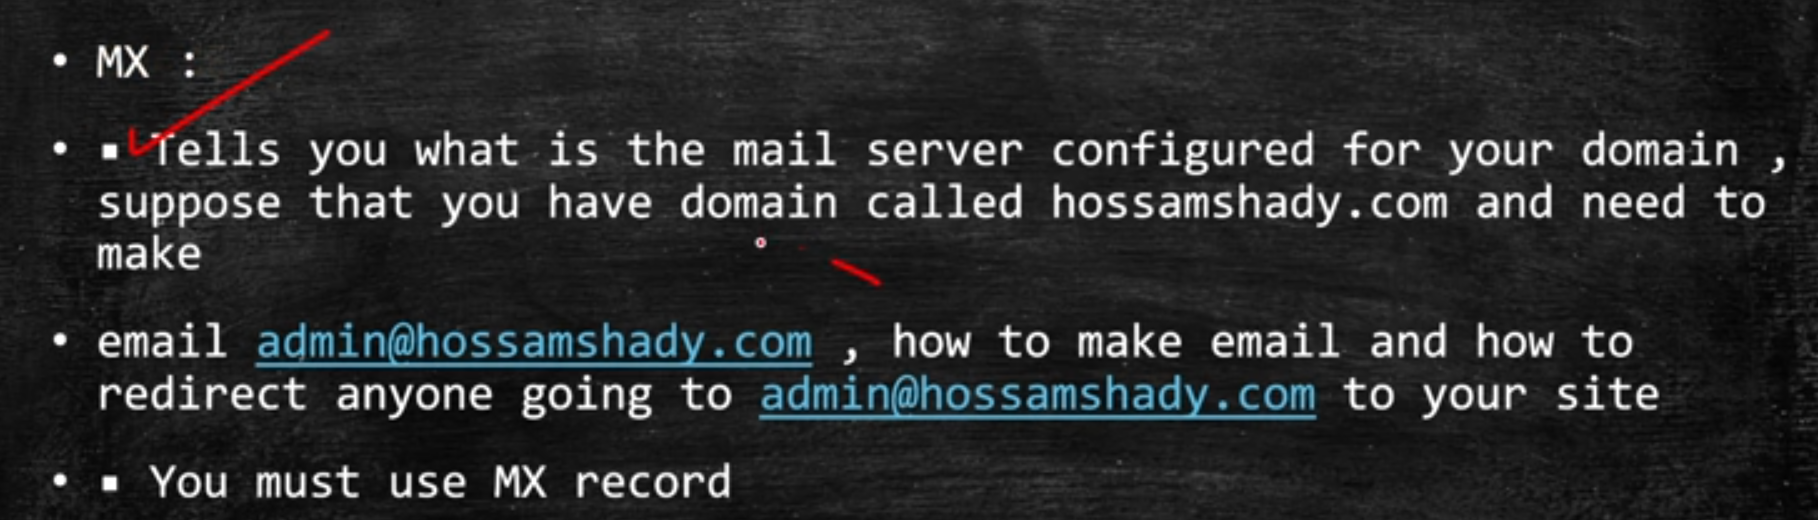 • MX :
• ▪ Tells you what is the mail server configured for your domain ,
suppose that you have domain called hossamshady.com and need to
make
• email admin@hossamshady.com , how to make email and how to
redirect anyone going to admin@hossamshady.com to your site
• ▪ You must use MX record